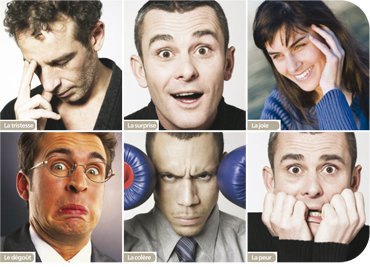 La tristesse
La surprise
La joie
Le dégoût
La colère
La peur